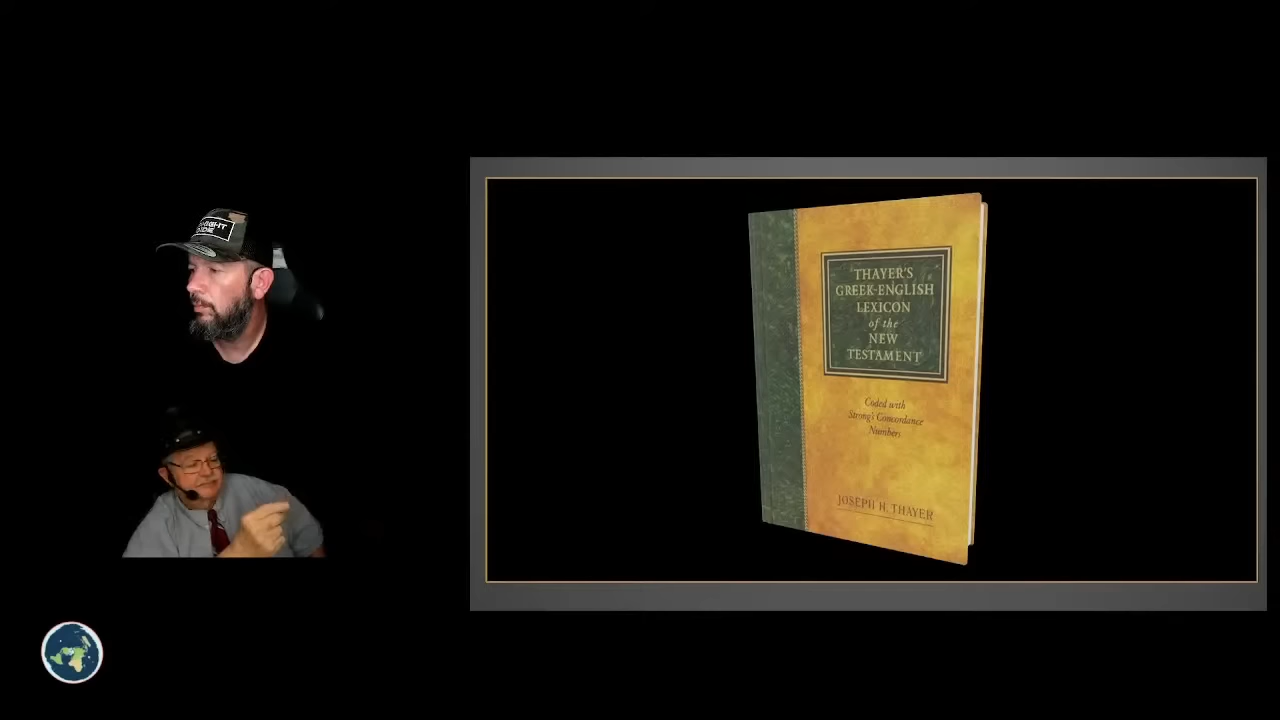 THAYER'S
GREEK-ENGLISH
LEXICON
of the
NEW
TESTAMENT
Coded with
Strong's Concordance
Numbers
JOSEPH H. THAYER